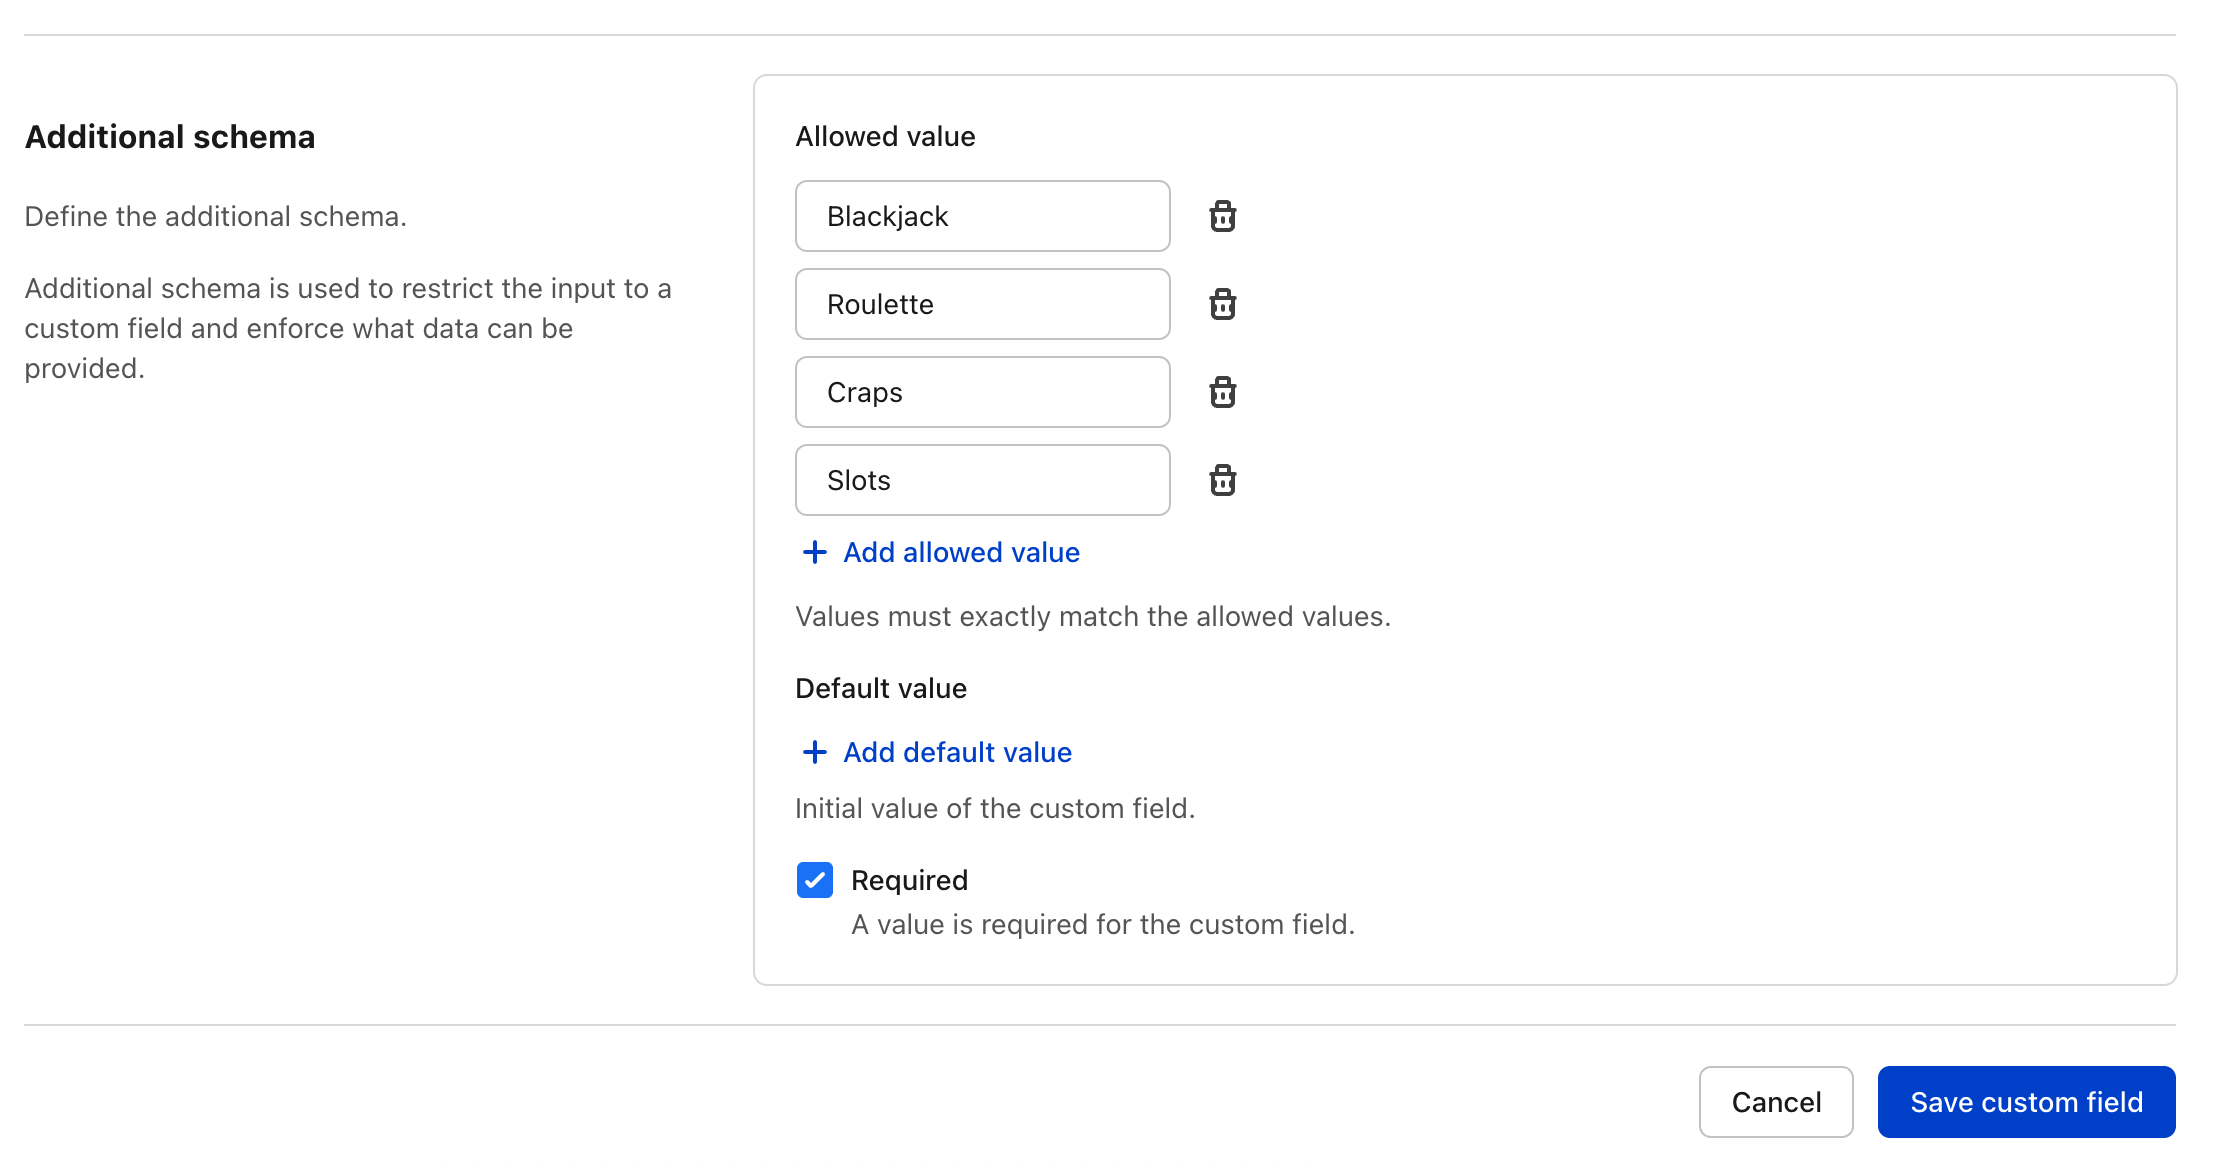 Additional schema
Define the additional schema.
Additional schema is used to restrict the input to a
custom field and enforce what data can be
provided.
Allowed value
Blackjack
Roulette
Craps
Slots
Add allowed value
Values must exactly match the allowed values.
Default value
Add default value
Initial value of the custom field.
Required
A value is required for the custom field.
Cancel
Save custom field